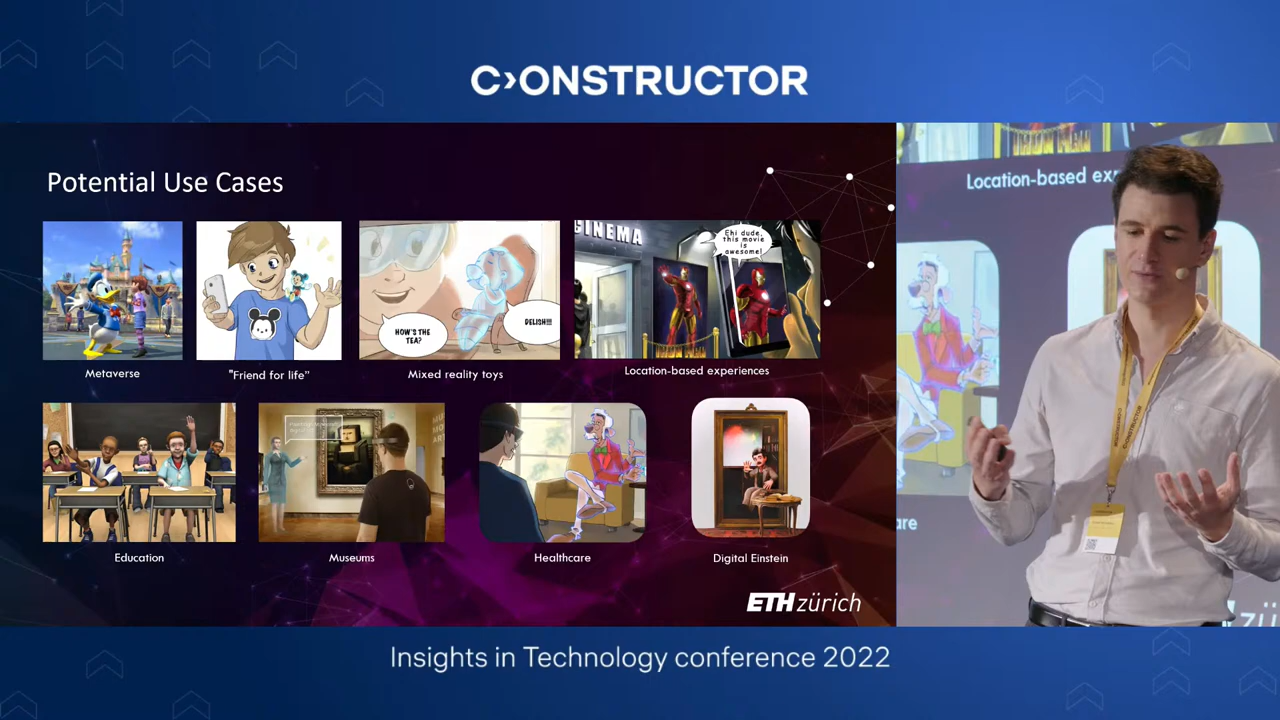 C›ONSTRUCTOR
Potential Use Cases
CINEMA
Ehi dude,
this movie
is
awesome!
HOW'S THE
TEA?
DELISH!!!
Metaverse
"Friend for life"
Mixed reality toys
Location-based experiences
Education
Museums
Healthcare
Digital Einstein
ETH zürich
Location-based exp
CONSTRUCTOR
Insights in Technology conference 2022